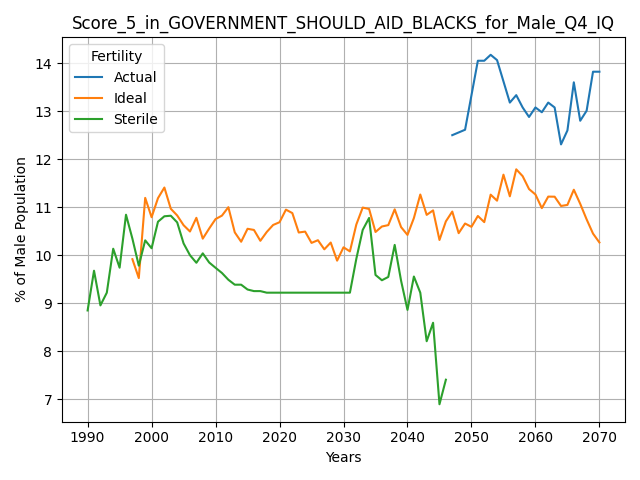 Score_5_in_GOVERNMENT_SHOULD_AID_BLACKS_for_Male_Q4_IQ
Fertility
Actual
Ideal
Sterile
% of Male Population
14
13
12
11
10
9
8
7
1990 2000 2010 2020 2030 2040 2050 2060 2070
Years